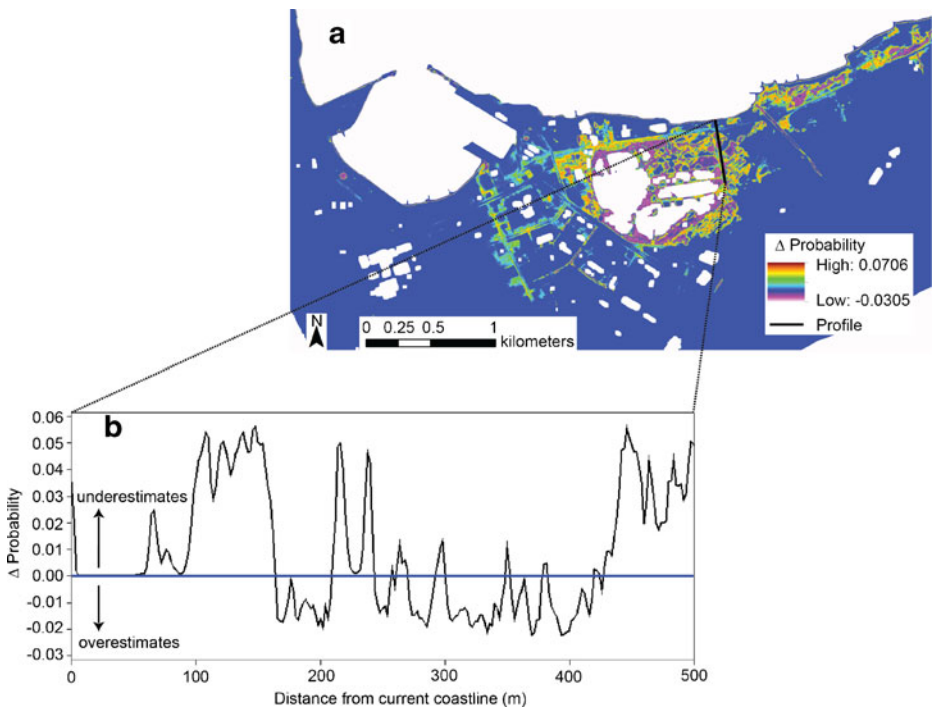 a
Δ Probability
High: 0.0706
Low: -0.0305
Profile
N
0 0.25 0.5 1
kilometers
b
0.06
0.05
0.04
0.03
0.02
0.01
0.00
-0.01
-0.02
-0.03
Δ Probability
underestimates
overestimates
0 100 200 300 400 500
Distance from current coastline (m)